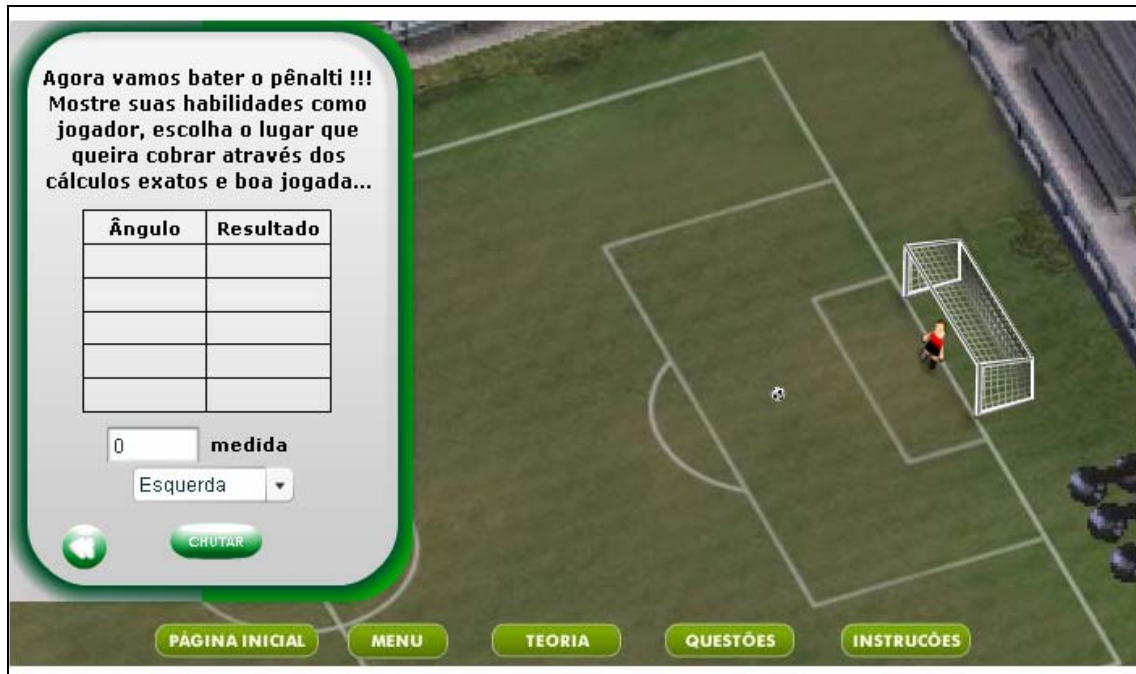 Agora vamos bater o pênalti !!!
Mostre suas habilidades como
jogador, escolha o lugar que
queira cobrar através dos
cálculos exatos e boa jogada...
Ângulo Resultado
0 medida
Esquerda
CHUTAR
PÁGINA INICIAL MENU TEORIA QUESTÕES INSTRUCÕES